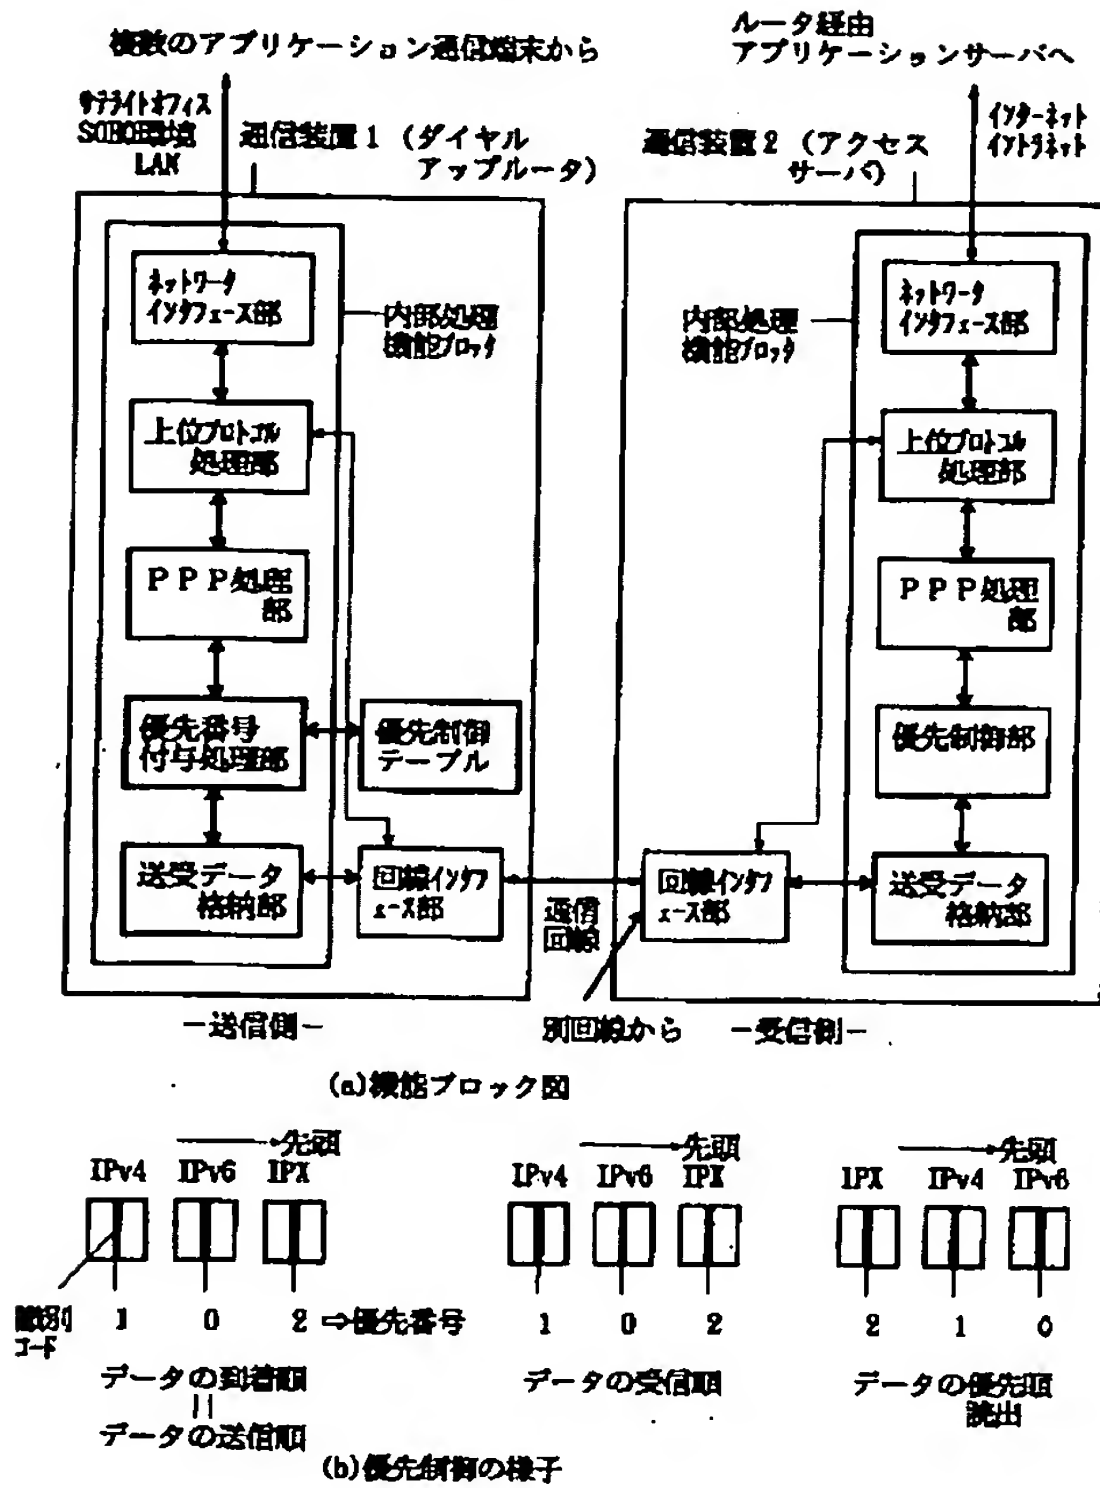 複数のアプリケーション通信端末から
ルータ経由
アプリケーションサーバへ
サテライトオフィス
SOHO環境
LAN
通信装置1 (ダイヤル
アップルータ)
通信装置2 (アクセス
サーバ)
インターネット
イントラネット
ネットワーク
インタフェース部
内部処理
機能ブロック
上位プロトコル
処理部
PPP処理
部
優先番号
付与処理部
優先制御
テーブル
送受データ
格納部
回線インタフ
ェース部
通信
回線
ネットワーク
インタフェース部
内部処理
機能ブロック
上位プロトコル
処理部
PPP処理
部
優先制御部
回線インタフ
ェース部
送受データ
格納部
-送信側-
別回線から
-受信側-
(a)機能ブロック図
→先頭
IPv4 IPv6 IPX
識別
コード
1 0 2 ⇒優先番号
データの到着順
||
データの送信順
→先頭
IPv4 IPv6 IPX
1 0 2
データの受信順
→先頭
IPX IPv4 IPv6
2 1 0
データの優先順
読出
(b)優先制御の様子